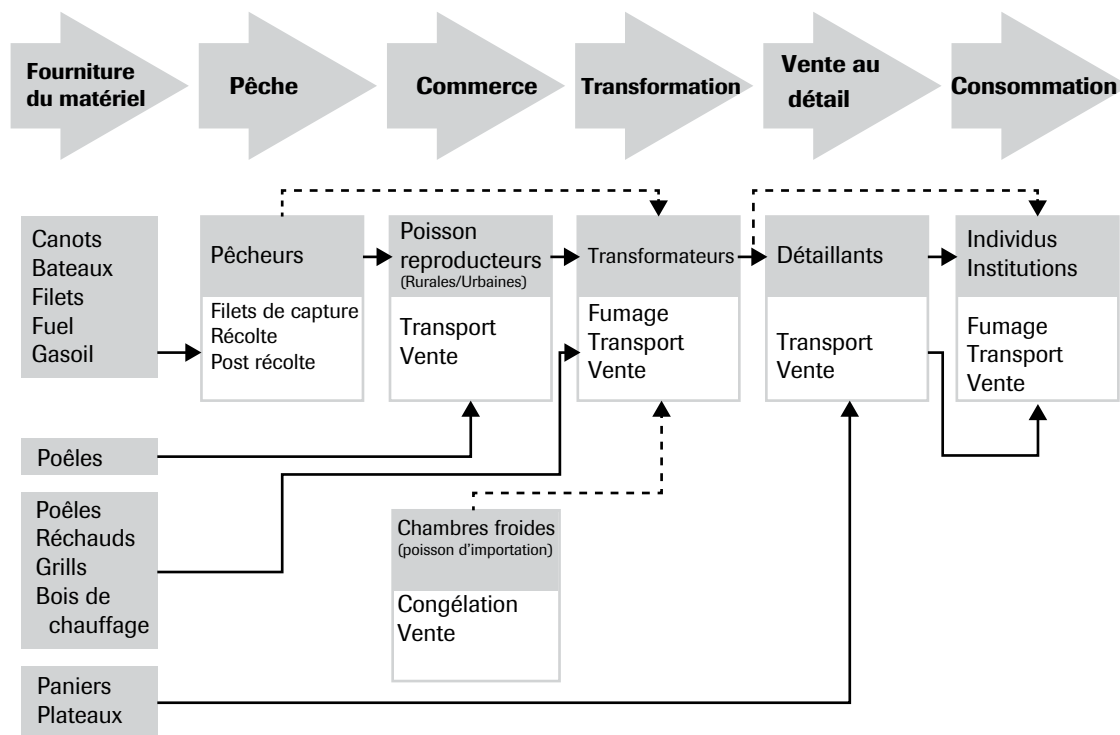 Fourniture
du matériel
Pêche
Commerce
Transformation
Vente au
détail
Consommation
Canots
Bateaux
Filets
Fuel
Gasoil
Pêcheurs
Filets de capture
Récolte
Post récolte
Poisson
reproducteurs
(Rurales/Urbaines)
Transport
Vente
Transformateurs
Fumage
Transport
Vente
Détaillants
Transport
Vente
Individus
Institutions
Fumage
Transport
Vente
Poêles
Poêles
Réchauds
Grills
Bois de
chauffage
Chambres froides
(poisson d'importation)
Congélation
Vente
Paniers
Plateaux